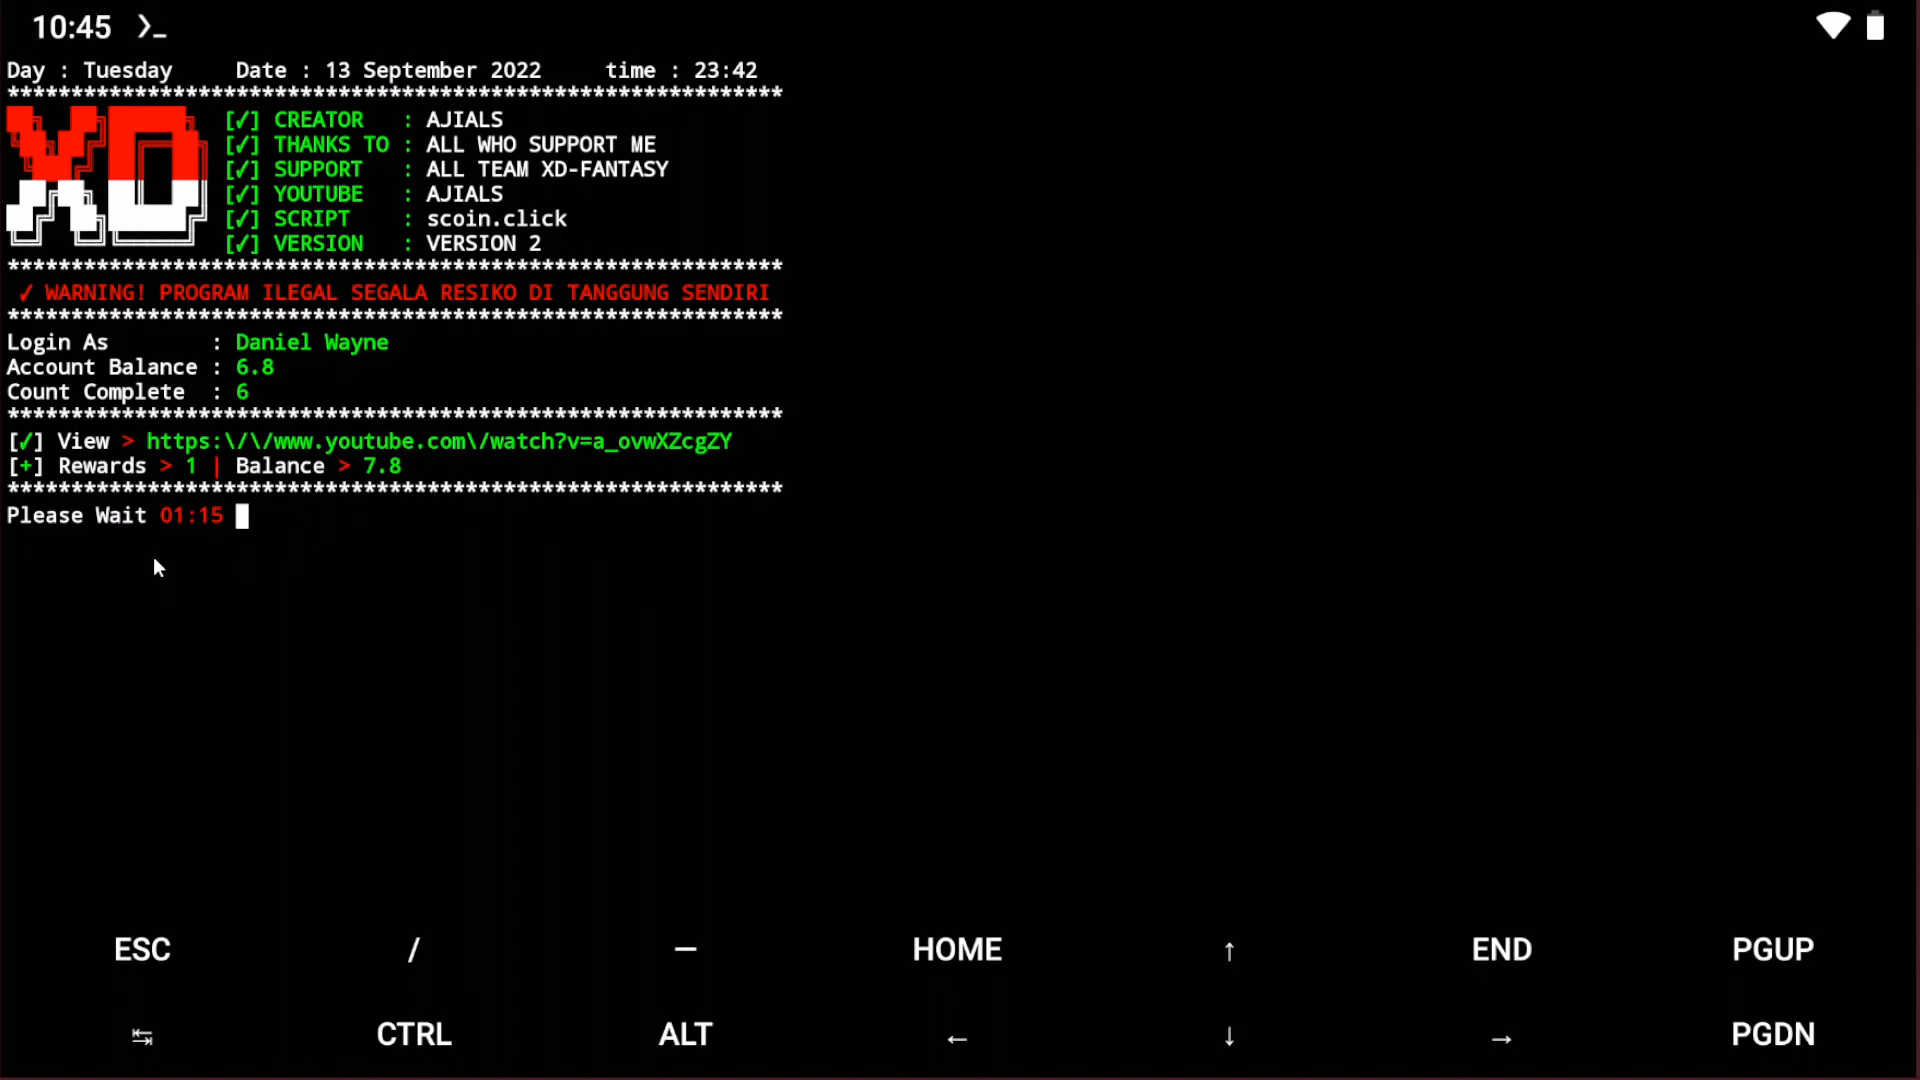 10:45 >_
Day : Tuesday     Date : 13 September 2022     time : 23:42
*************************************************************
XD
[✓] CREATOR   : AJIALS
[✓] THANKS TO : ALL WHO SUPPORT ME
[✓] SUPPORT   : ALL TEAM XD-FANTASY
[✓] YOUTUBE   : AJIALS
[✓] SCRIPT    : scoin.click
[✓] VERSION   : VERSION 2
*************************************************************
✓ WARNING! PROGRAM ILEGAL SEGALA RESIKO DI TANGGUNG SENDIRI
*************************************************************
Login As        : Daniel Wayne
Account Balance : 6.8
Count Complete  : 6
*************************************************************
[✓] View > https:\/\/www.youtube.com\/watch?v=a_ovwXZcgZY
[+] Rewards > 1 | Balance > 7.8
*************************************************************
Please Wait 01:15
ESC / — HOME ↑ END PGUP
↹ CTRL ALT ← ↓ → PGDN